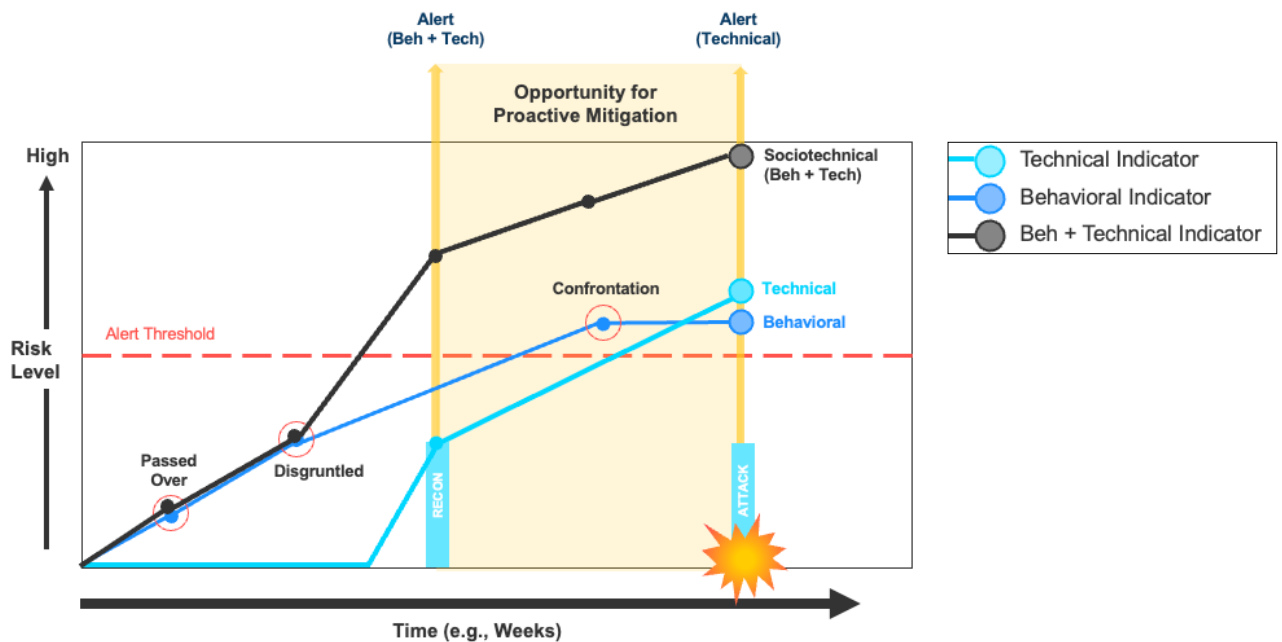 Alert
(Beh + Tech)
Alert
(Technical)
Opportunity for
Proactive Mitigation
High
Sociotechnical
(Beh + Tech)
Technical Indicator
Behavioral Indicator
Beh + Technical Indicator
Confrontation
Technical
Behavioral
Alert Threshold
Risk
Level
Passed
Over
Disgruntled
RECON
ATTACK
Time (e.g., Weeks)